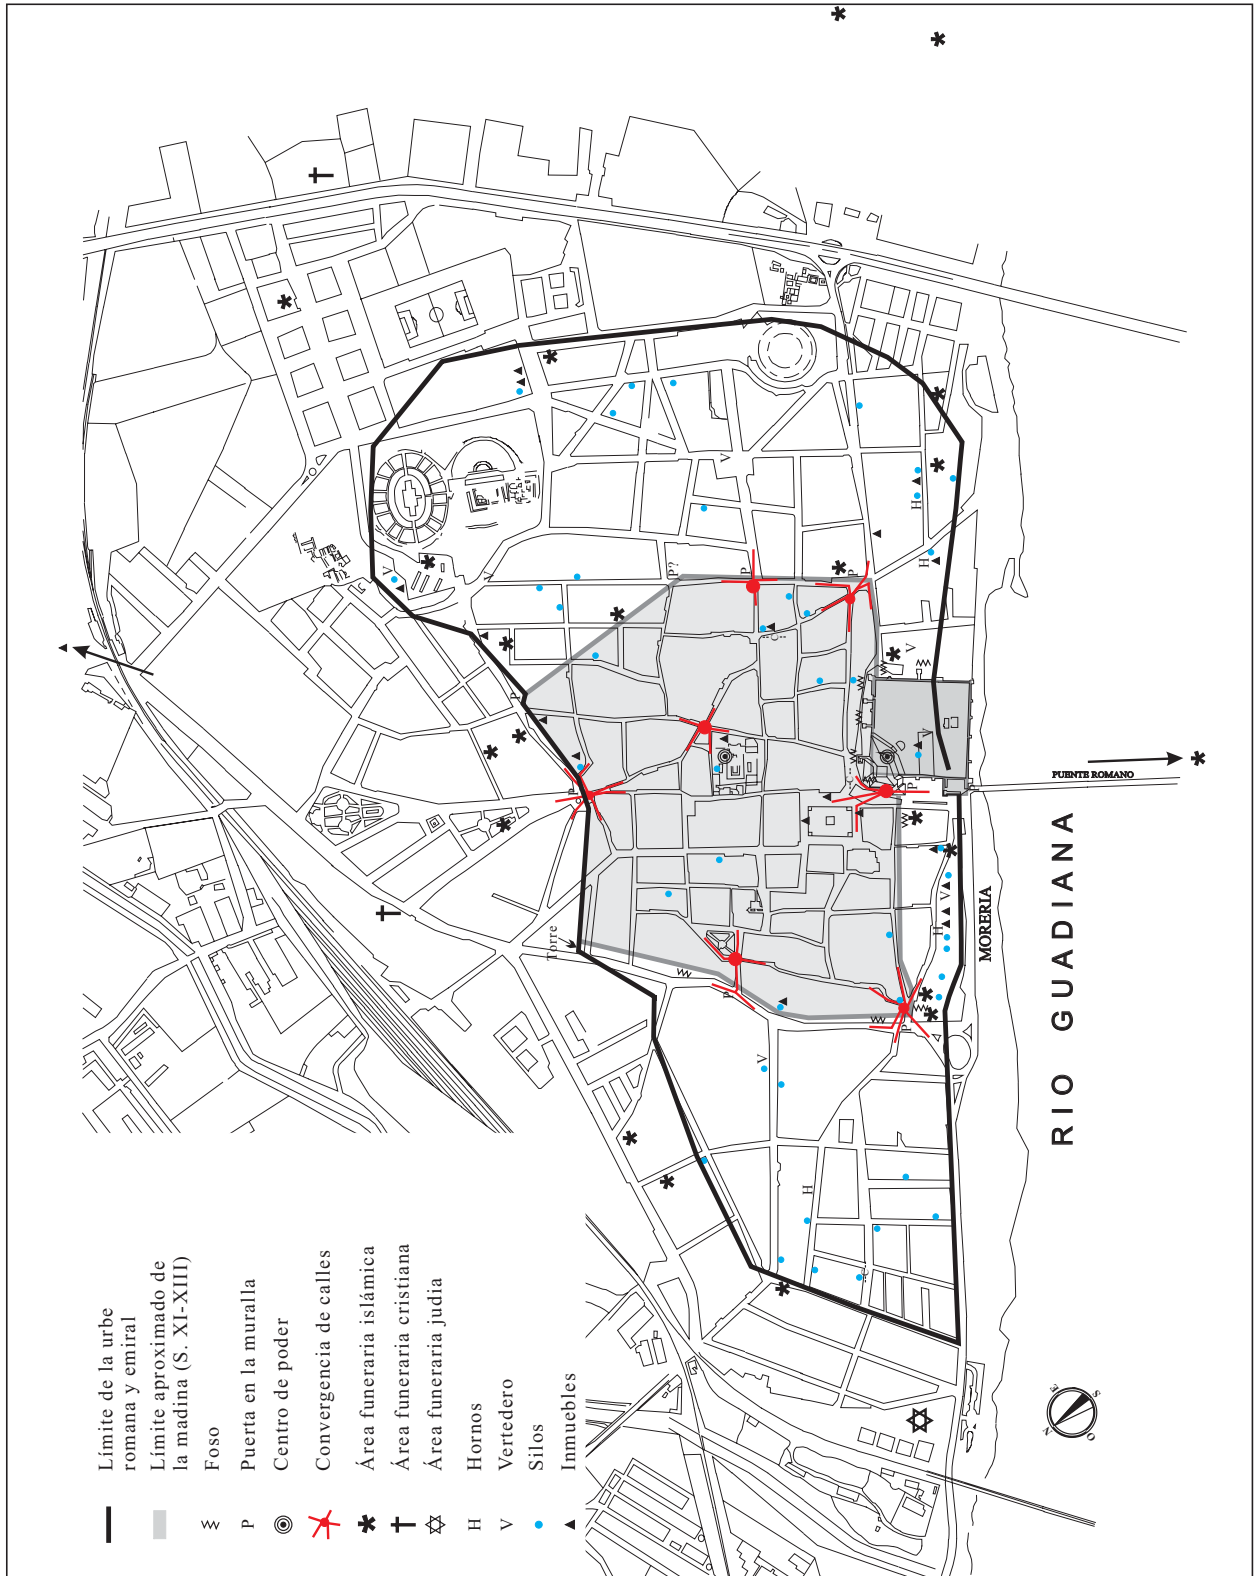 Límite de la urbe
romana y emiral
Límite aproximado de
la madina (S. XI-XIII)
Foso
P Puerta en la muralla
Centro de poder
Convergencia de calles
Área funeraria islámica
Área funeraria cristiana
Área funeraria judia
H Hornos
V Vertedero
Silos
Inmuebles
Torre
P?
P
P
P
P
P
P
P
V
V
V
V
V
V
V
H
H
H
H
PUENTE ROMANO
MORERIA
RIO GUADIANA
N
E
S
O